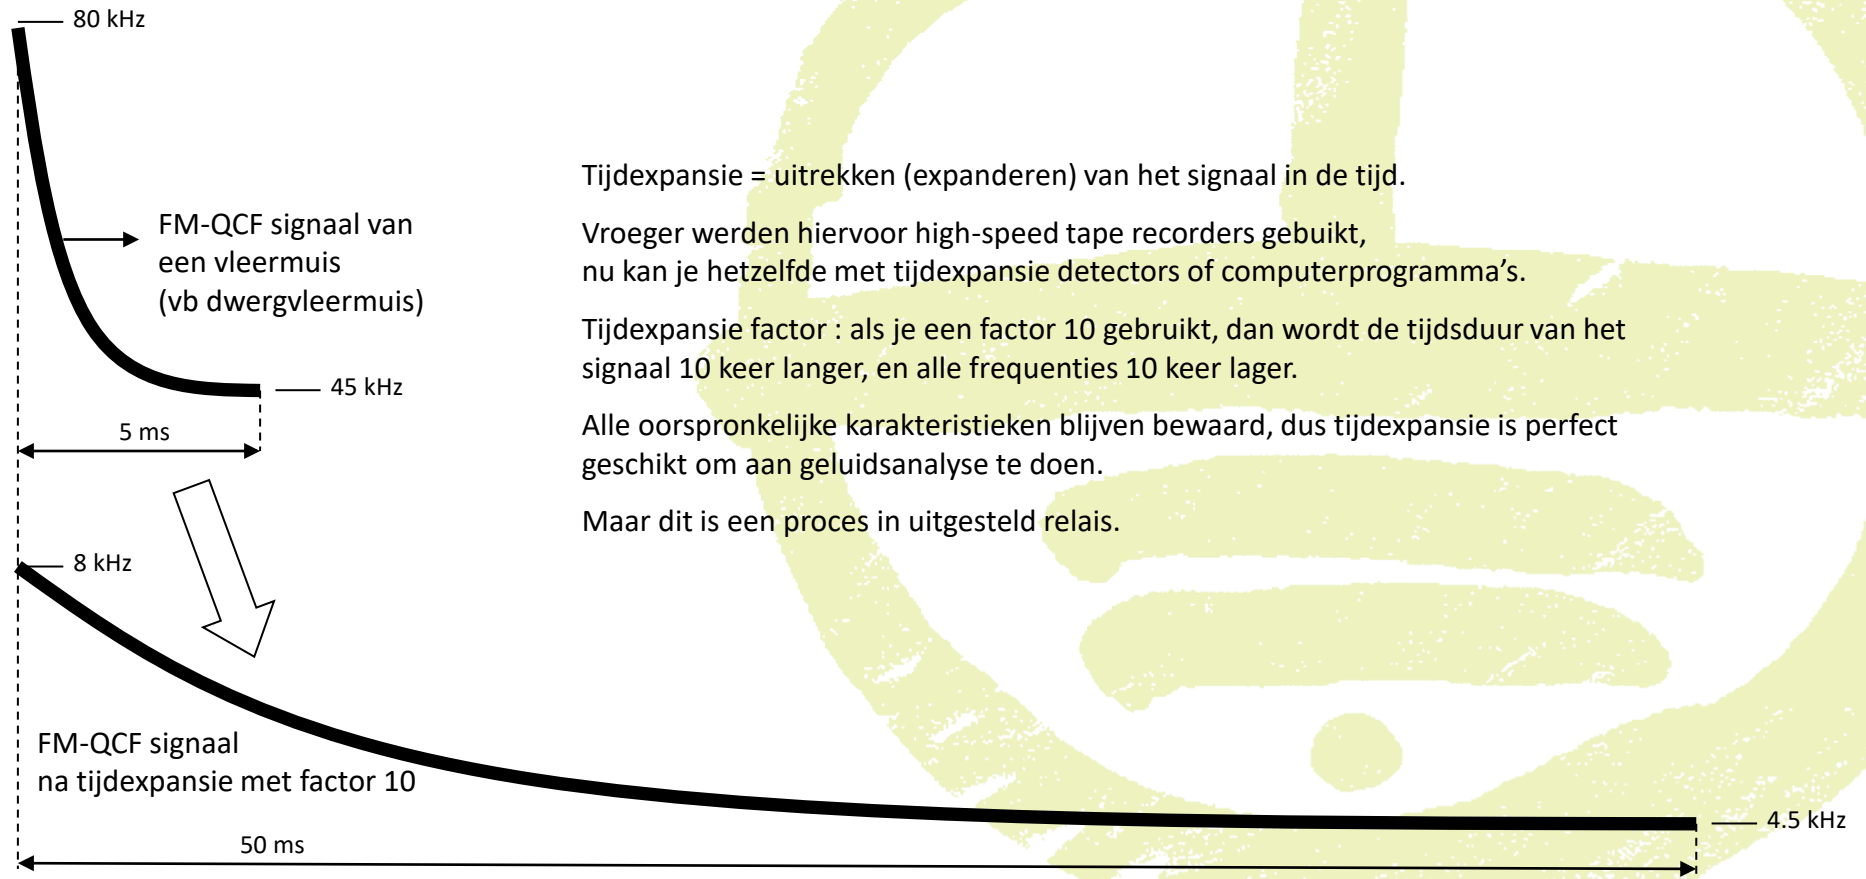 80 kHz
FM-QCF signaal van
een vleermuis
(vb dwergvleermuis)
45 kHz
5 ms
Tijdexpansie = uitrekken (expanderen) van het signaal in de tijd.
Vroeger werden hiervoor high-speed tape recorders gebuikt,
nu kan je hetzelfde met tijdexpansie detectors of computerprogramma’s.
Tijdexpansie factor : als je een factor 10 gebruikt, dan wordt de tijdsduur van het
signaal 10 keer langer, en alle frequenties 10 keer lager.
Alle oorspronkelijke karakteristieken blijven bewaard, dus tijdexpansie is perfect
geschikt om aan geluidsanalyse te doen.
Maar dit is een proces in uitgesteld relais.
8 kHz
FM-QCF signaal
na tijdexpansie met factor 10
4.5 kHz
50 ms